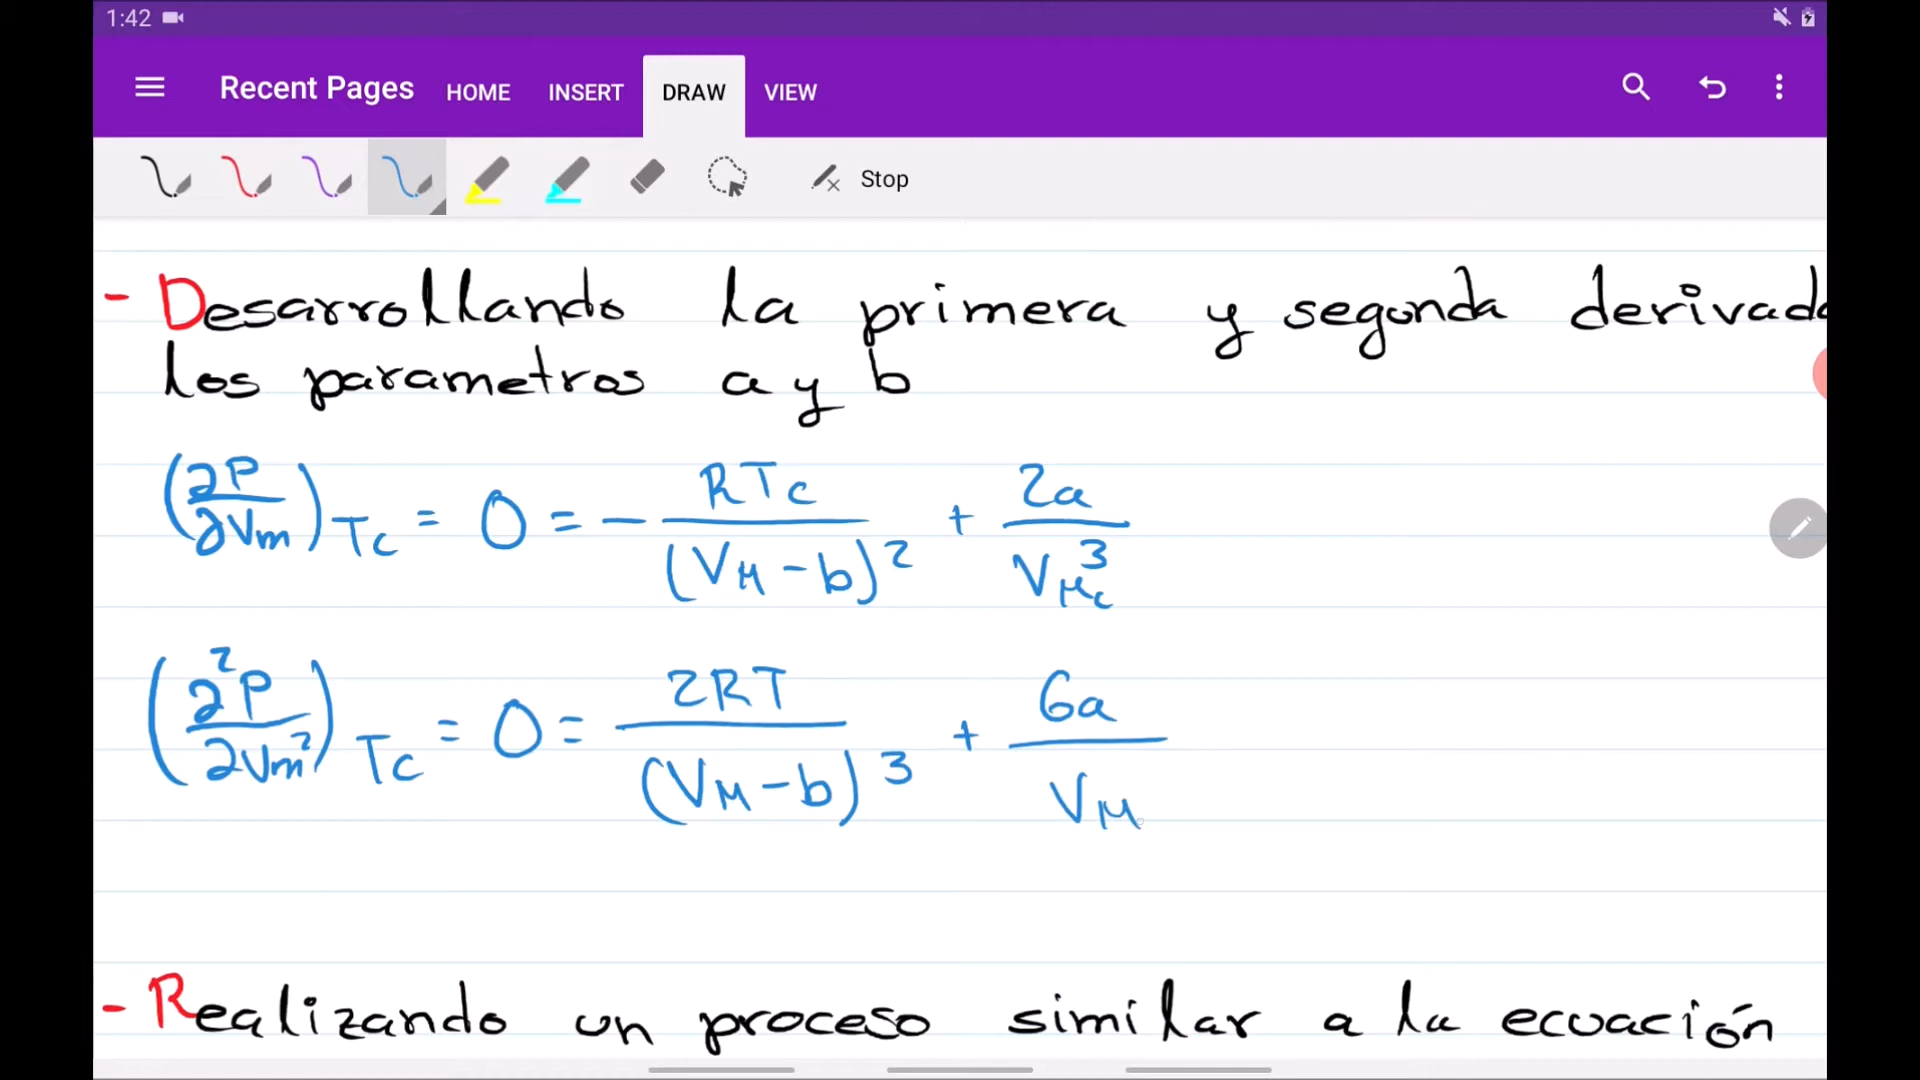 1:42
Recent Pages HOME INSERT DRAW VIEW
Stop
- Desarrollando la primera y segunda derivada
los parametros a y b
(∂P/∂Vm)Tc = 0 = - RTc/(VM-b)² + 2a/VMc³
(∂²P/∂Vm²)Tc = 0 = 2RT/(VM-b)³ + 6a/VM
- Realizando un proceso similar a la ecuación